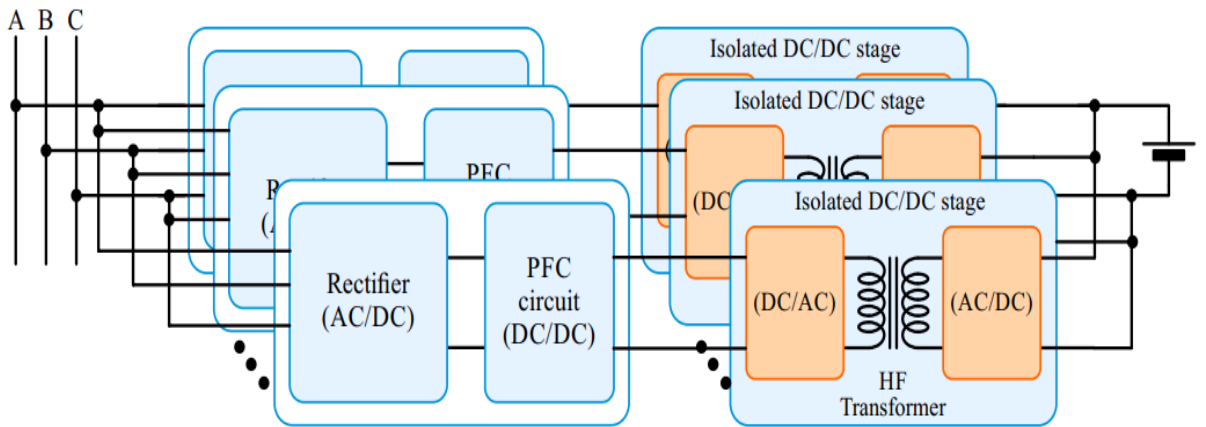 A B C
Isolated DC/DC stage
Isolated DC/DC stage
PFC
(DC
Isolated DC/DC stage
Rectifier
(AC/DC)
PFC
circuit
(DC/DC)
(DC/AC)
(AC/DC)
HF
Transformer